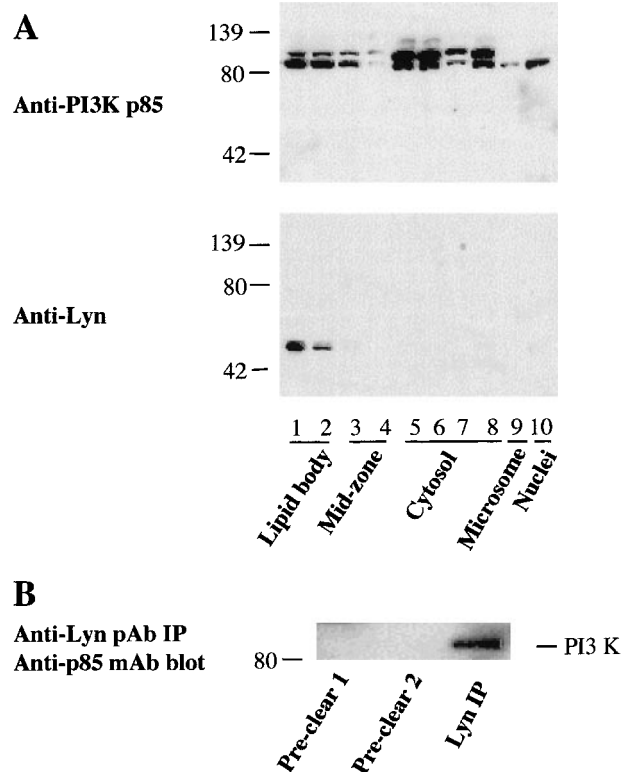 A
139
80
Anti-PI3K p85
42
139
80
Anti-Lyn
42
1 2 3 4 5 6 7 8 9 10
Lipid body
Mid-zone
Cytosol
Microsome
Nuclei
B
Anti-Lyn pAb IP
Anti-p85 mAb blot
80
PI3 K
Pre-clear 1
Pre-clear 2
Lyn IP